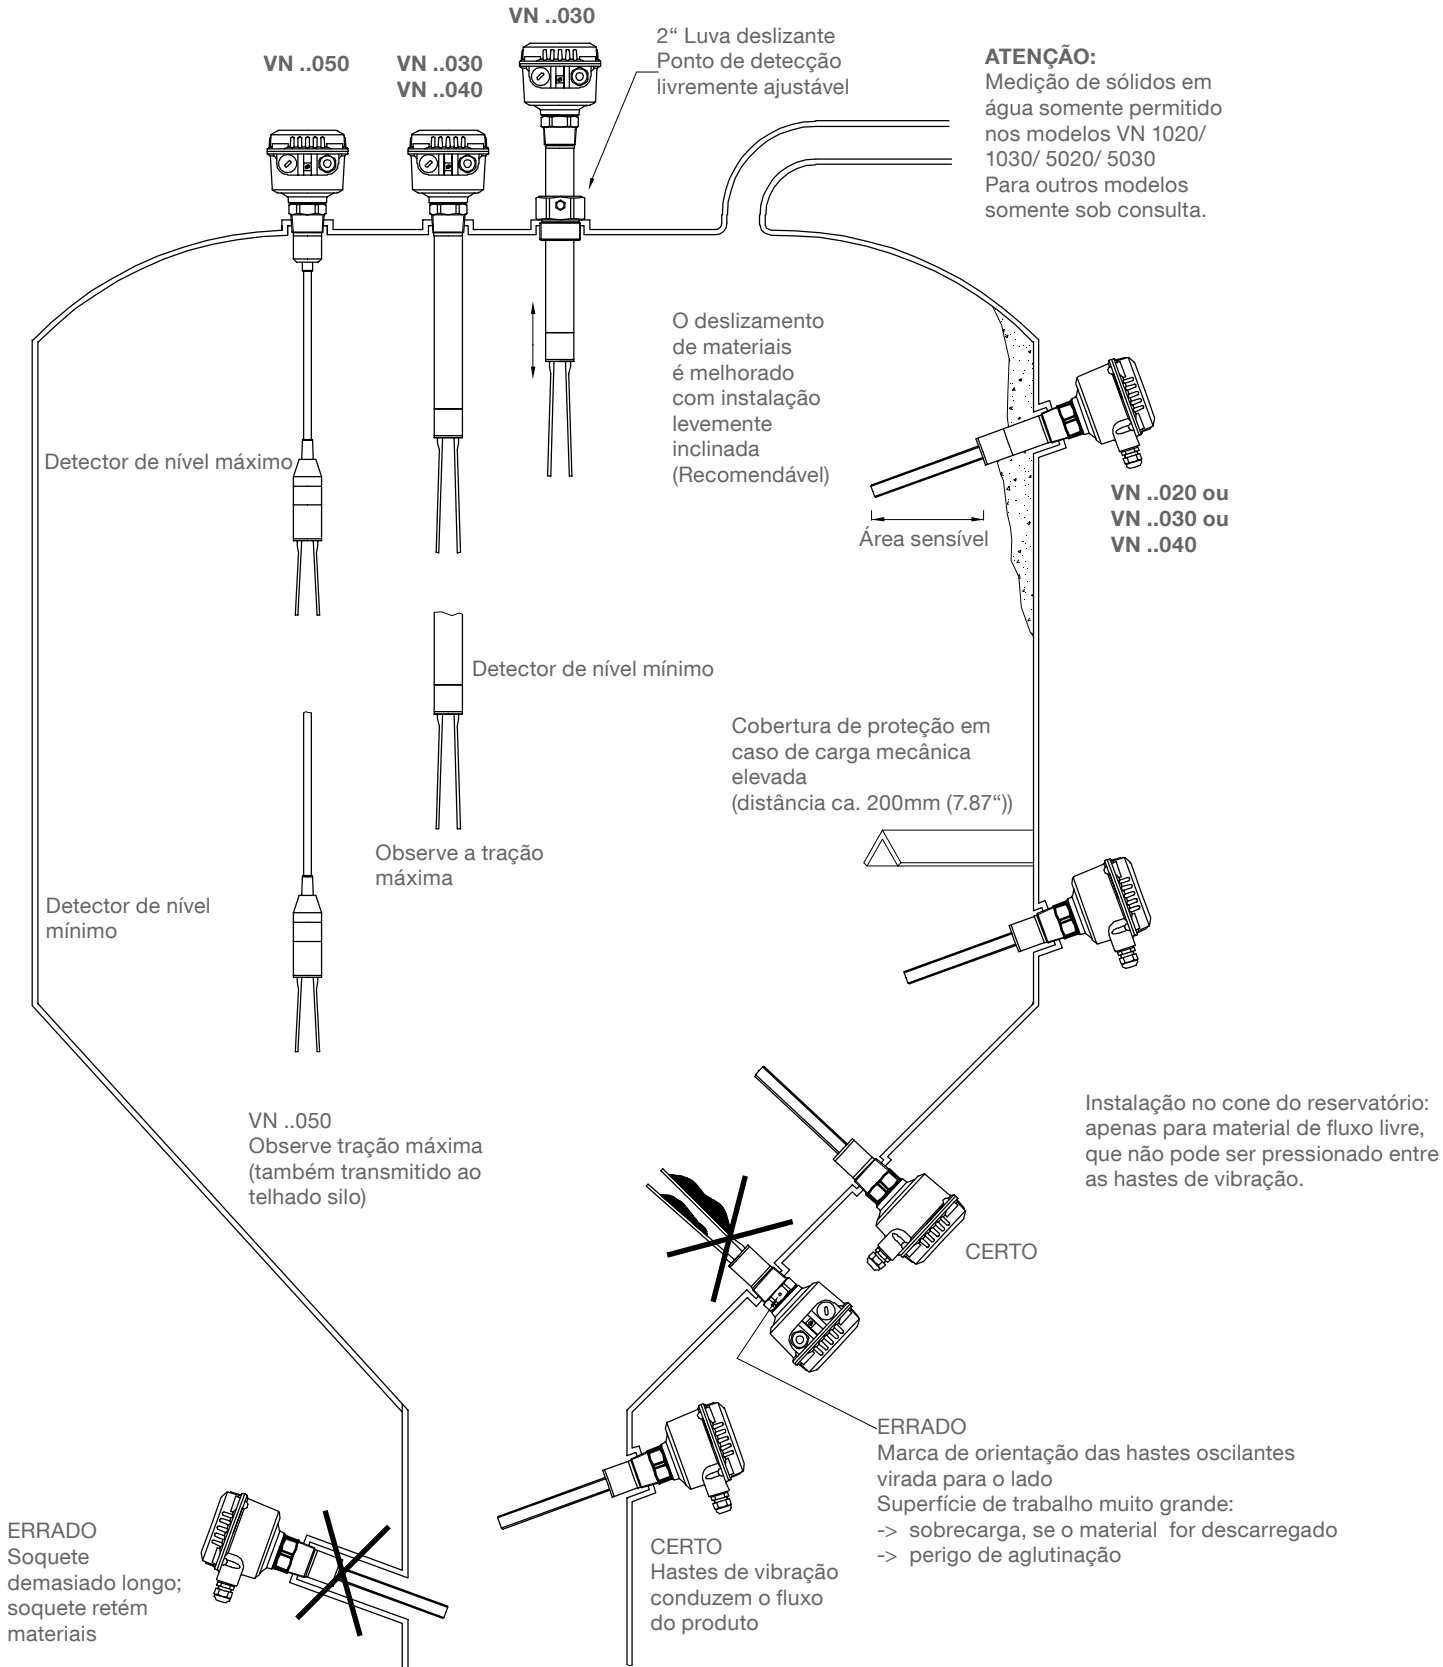 VN ..030
VN ..050
VN ..030
VN ..040
2“ Luva deslizante
Ponto de detecção
livremente ajustável
ATENÇÃO:
Medição de sólidos em
água somente permitido
nos modelos VN 1020/
1030/ 5020/ 5030
Para outros modelos
somente sob consulta.
O deslizamento
de materiais
é melhorado
com instalação
levemente
inclinada
(Recomendável)
Detector de nível máximo
VN ..020 ou
VN ..030 ou
VN ..040
Área sensível
Detector de nível mínimo
Cobertura de proteção em
caso de carga mecânica
elevada
(distância ca. 200mm (7.87“))
Observe a tração
máxima
Detector de nível
mínimo
VN ..050
Observe tração máxima
(também transmitido ao
telhado silo)
Instalação no cone do reservatório:
apenas para material de fluxo livre,
que não pode ser pressionado entre
as hastes de vibração.
CERTO
ERRADO
Marca de orientação das hastes oscilantes
virada para o lado
Superfície de trabalho muito grande:
-> sobrecarga, se o material for descarregado
-> perigo de aglutinação
ERRADO
Soquete
demasiado longo;
soquete retém
materiais
CERTO
Hastes de vibração
conduzem o fluxo
do produto